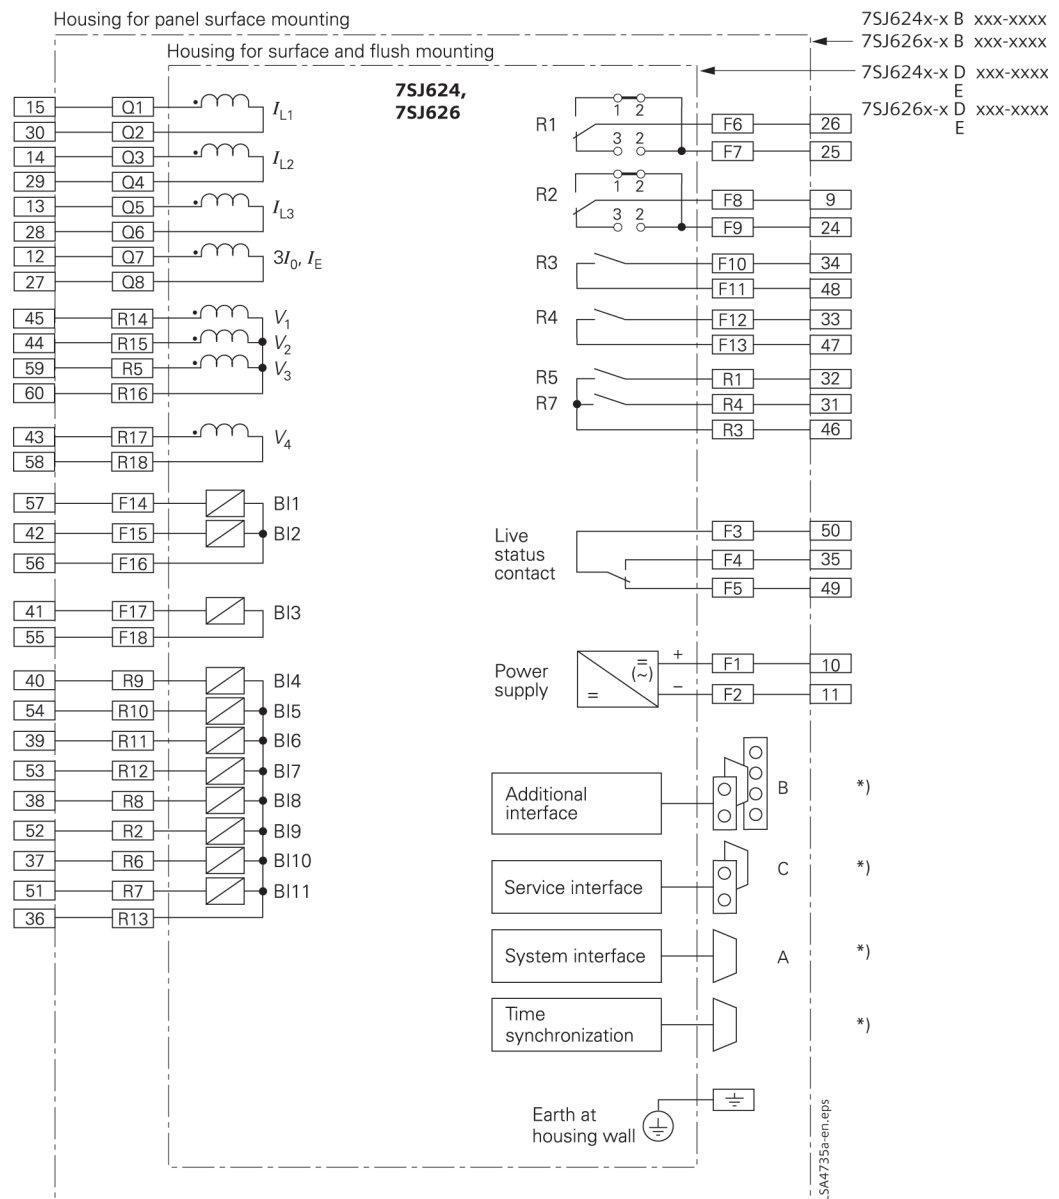 Housing for panel surface mounting
7SJ624x-x B xxx-xxxx
7SJ626x-x B xxx-xxxx
Housing for surface and flush mounting
7SJ624x-x D xxx-xxxx
E
7SJ626x-x D xxx-xxxx
E
7SJ624,
7SJ626
15 Q1 IL1
30 Q2
14 Q3 IL2
29 Q4
13 Q5 IL3
28 Q6
12 Q7 3I0, IE
27 Q8
45 R14 V1
44 R15 V2
59 R5 V3
60 R16
43 R17 V4
58 R18
57 F14 BI1
42 F15 BI2
56 F16
41 F17 BI3
55 F18
40 R9 BI4
54 R10 BI5
39 R11 BI6
53 R12 BI7
38 R8 BI8
52 R2 BI9
37 R6 BI10
51 R7 BI11
36 R13
1 2
R1 F6 26
3 2
F7 25
1 2
R2 F8 9
3 2
F9 24
R3 F10 34
F11 48
R4 F12 33
F13 47
R5 R1 32
R7 R4 31
R3 46
Live
status
contact
F3 50
F4 35
F5 49
Power
supply
= (~) =
+ F1 10
− F2 11
Additional
interface
B *)
Service interface C *)
System interface A *)
Time
synchronization
*)
Earth at
housing wall
LSA4735a-en.eps